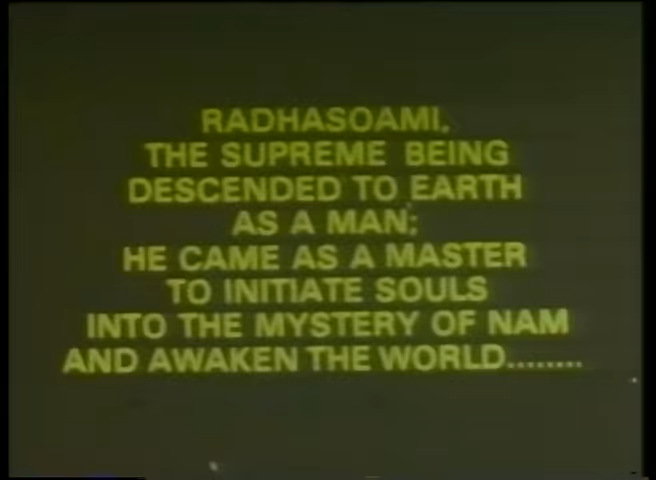 RADHASOAMI,
THE SUPREME BEING
DESCENDED TO EARTH
AS A MAN;
HE CAME AS A MASTER
TO INITIATE SOULS
INTO THE MYSTERY OF NAM
AND AWAKEN THE WORLD........